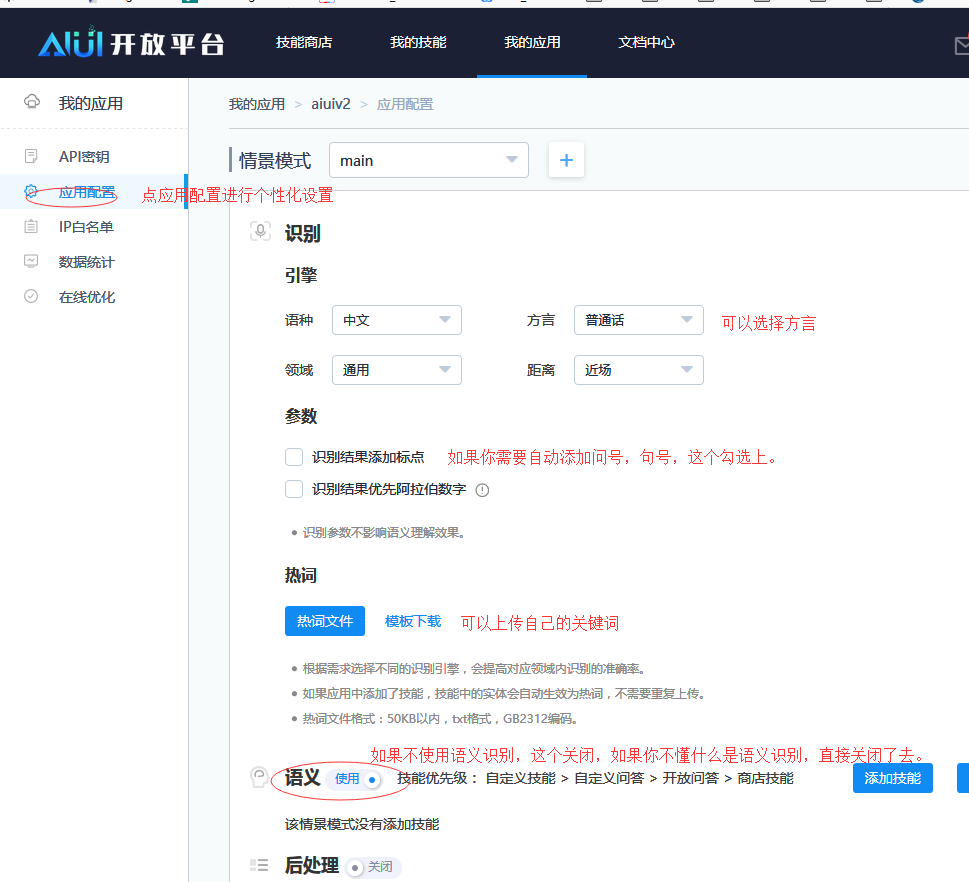 AIUI开放平台 技能商店 我的技能 我的应用 文档中心
我的应用
我的应用 > aiuiv2 > 应用配置
API密钥
情景模式 main +
应用配置 点应用配置进行个性化设置
IP白名单
识别
数据统计
引擎
在线优化
语种 中文 方言 普通话 可以选择方言
领域 通用 距离 近场
参数
识别结果添加标点 如果你需要自动添加问号，句号，这个勾选上。
识别结果优先阿拉伯数字
识别参数不影响语义理解效果。
热词
热词文件 模板下载 可以上传自己的关键词
根据需求选择不同的识别引擎，会提高对应领域内识别的准确率。
如果应用中添加了技能，技能中的实体会自动生效为热词，不需要重复上传。
热词文件格式：50KB以内，txt格式，GB2312编码。
如果不使用语义识别，这个关闭，如果你不懂什么是语义识别，直接关闭了去。
语义 使用 技能优先级： 自定义技能 > 自定义问答 > 开放问答 > 商店技能 添加技能
该情景模式没有添加技能
后处理 关闭